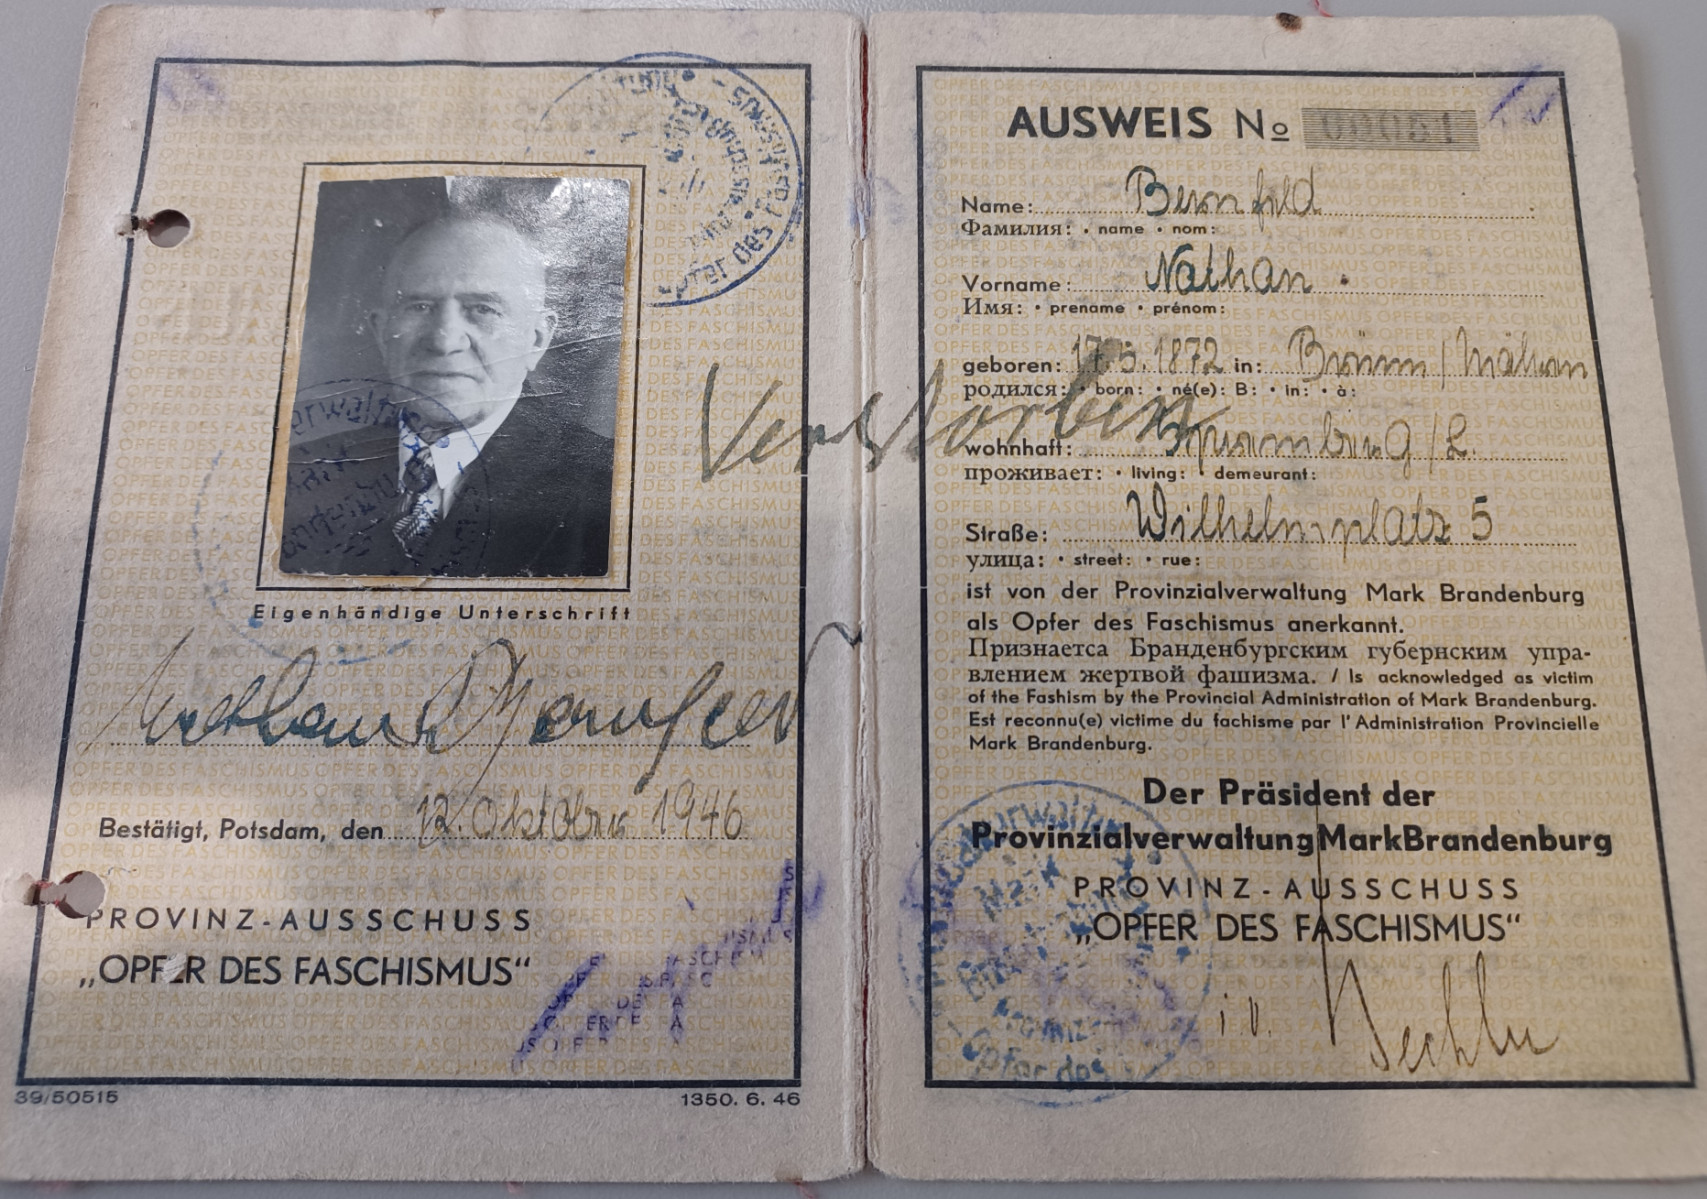 Eigenhändige Unterschrift
Nathan Bernfeld
Bestätigt, Potsdam, den 12. Oktober 1946
PROVINZ-AUSSCHUSS
„OPFER DES FASCHISMUS“
39/50515
1350. 6. 46
Verstorben
AUSWEIS No 00051
Name: Bernfeld
Фамилия: • name • nom:
Vorname: Nathan
Имя: • prename • prénom:
geboren: 17.5.1872 in: Brünn/Mähren
родился: • born: • né(e): B: • in: • à:
wohnhaft: Spremberg/L.
проживает: • living: • demeurant:
Straße: Wilhelmplatz 5
улица: • street: • rue:
ist von der Provinzialverwaltung Mark Brandenburg
als Opfer des Faschismus anerkannt.
Признаетса Бранденбургским губернским упра-
влением жертвой фашизма. / Is acknowledged as victim
of the Fashism by the Provincial Administration of Mark Brandenburg.
Est reconnu(e) victime du fachisme par l'Administration Provincielle
Mark Brandenburg.
Der Präsident der
Provinzialverwaltung MarkBrandenburg
PROVINZ-AUSSCHUSS
„OPFER DES FASCHISMUS“
i.V.